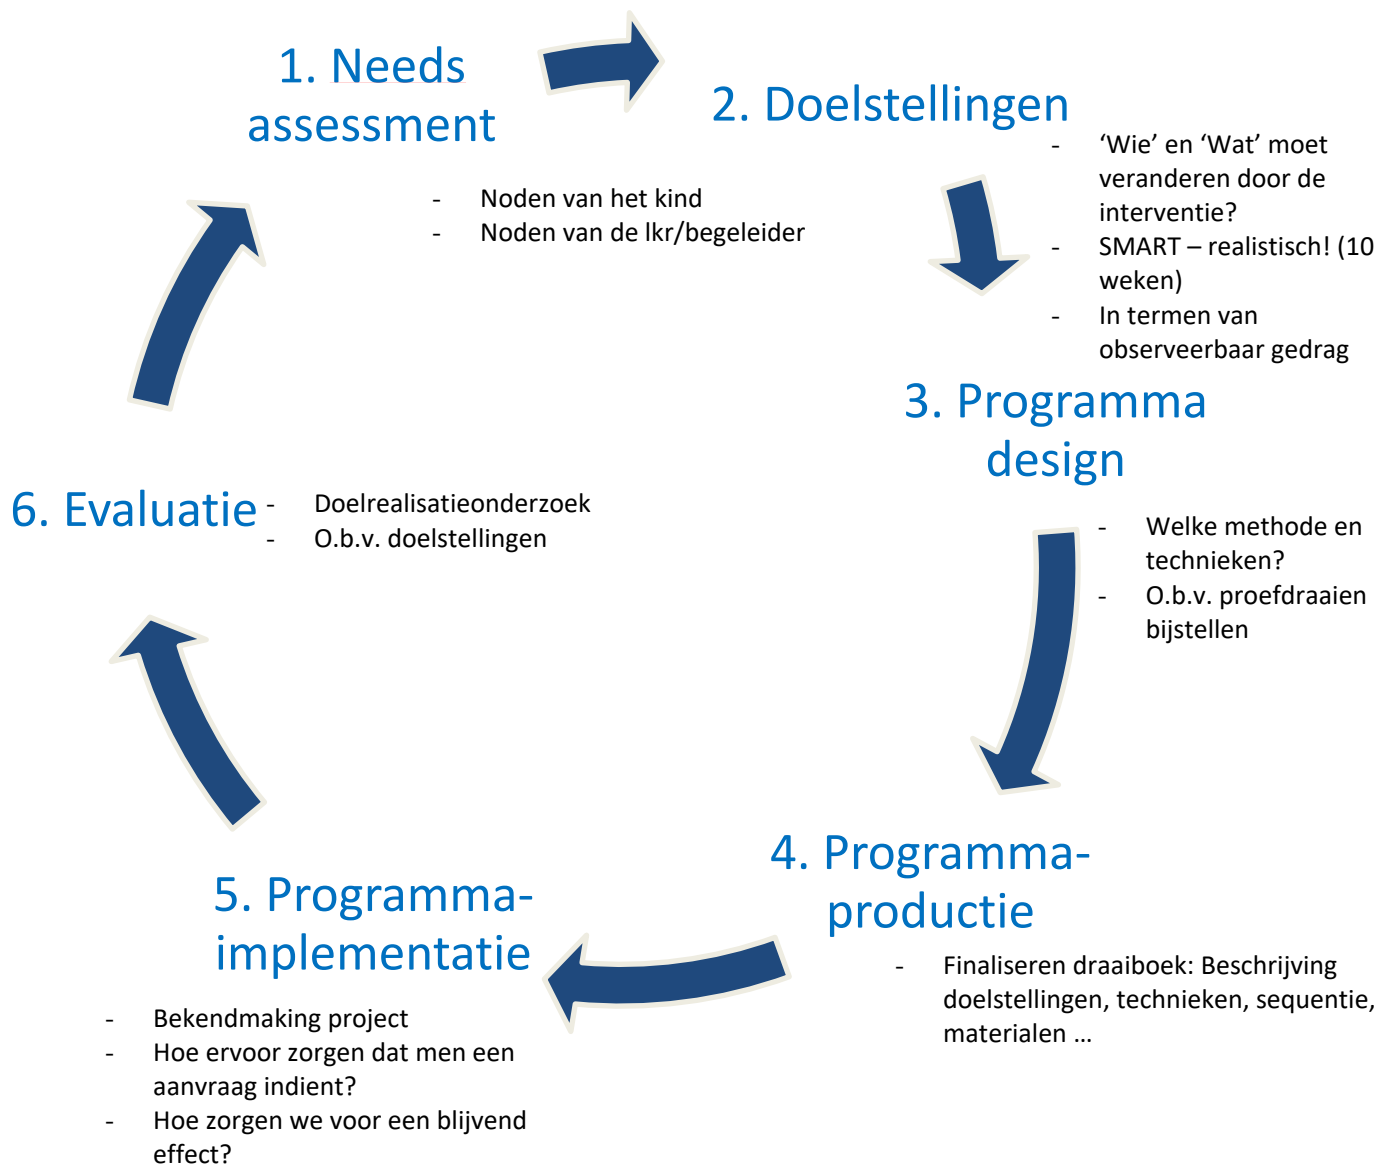 1. Needs
assessment
- Noden van het kind
- Noden van de lkr/begeleider
2. Doelstellingen
- ‘Wie’ en ‘Wat’ moet
veranderen door de
interventie?
- SMART – realistisch! (10
weken)
- In termen van
observeerbaar gedrag
3. Programma
design
- Welke methode en
technieken?
- O.b.v. proefdraaien
bijstellen
4. Programma-
productie
- Finaliseren draaiboek: Beschrijving
doelstellingen, technieken, sequentie,
materialen …
5. Programma-
implementatie
- Bekendmaking project
- Hoe ervoor zorgen dat men een
aanvraag indient?
- Hoe zorgen we voor een blijvend
effect?
6. Evaluatie
- Doelrealisatieonderzoek
- O.b.v. doelstellingen